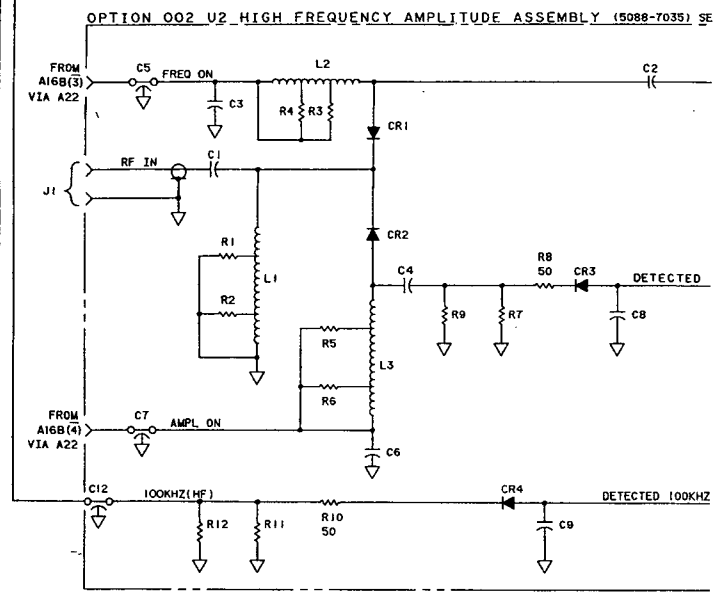 OPTION 002 U2 HIGH FREQUENCY AMPLITUDE ASSEMBLY (5088-7035) SE
FROM
A16B(3)
VIA A22
C5
FREQ ON
C3
L2
R4
R3
C2
CR1
J1
RF IN
C1
R1
R2
L1
CR2
C4
R9
R7
R8
50
CR3
DETECTED
C8
R5
R6
L3
FROM
A16B(4)
VIA A22
C7
AMPL ON
C6
C12
100KHZ(HF)
R12
R11
R10
50
CR4
DETECTED 100KHZ
C9